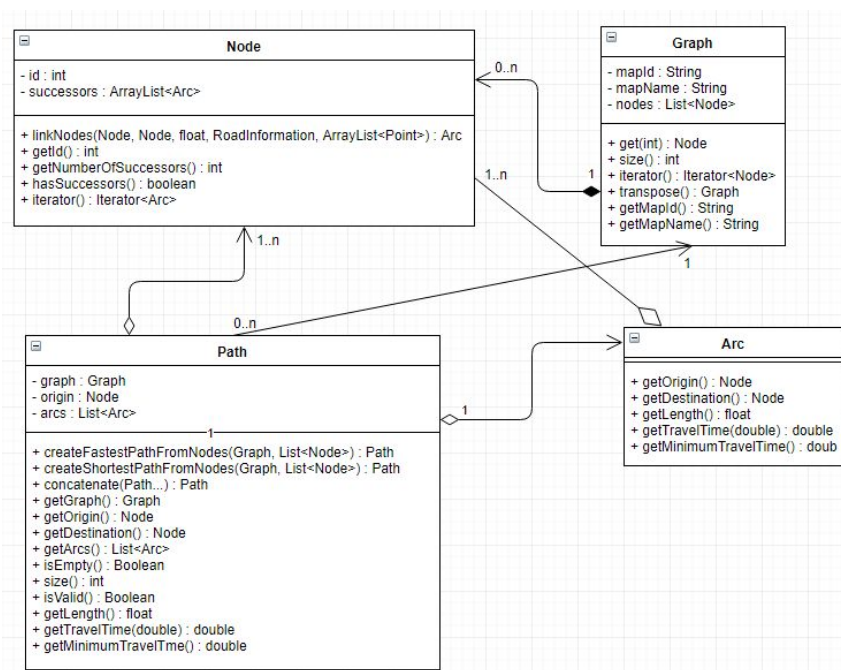 Node
- id : int
- successors : ArrayList<Arc>
+ linkNodes(Node, Node, float, RoadInformation, ArrayList<Point>) : Arc
+ getId() : int
+ getNumberOfSuccessors() : int
+ hasSuccessors() : boolean
+ iterator() : Iterator<Arc>
0..n
1
1..n
Graph
- mapId : String
- mapName : String
- nodes : List<Node>
+ get(int) : Node
+ size() : int
+ iterator() : Iterator<Node>
+ transpose() : Graph
+ getMapId() : String
+ getMapName() : String
1..n
1
0..n
Path
- graph : Graph
- origin : Node
- arcs : List<Arc>
1
+ createFastestPathFromNodes(Graph, List<Node>) : Path
+ createShortestPathFromNodes(Graph, List<Node>) : Path
+ concatenate(Path...) : Path
+ getGraph() : Graph
+ getOrigin() : Node
+ getDestination() : Node
+ getArcs() : List<Arc>
+ isEmpty() : Boolean
+ size() : int
+ isValid() : Boolean
+ getLength() : float
+ getTravelTime(double) : double
+ getMinimumTravelTme() : double
1
Arc
+ getOrigin() : Node
+ getDestination() : Node
+ getLength() : float
+ getTravelTime(double) : double
+ getMinimumTravelTime() : doub